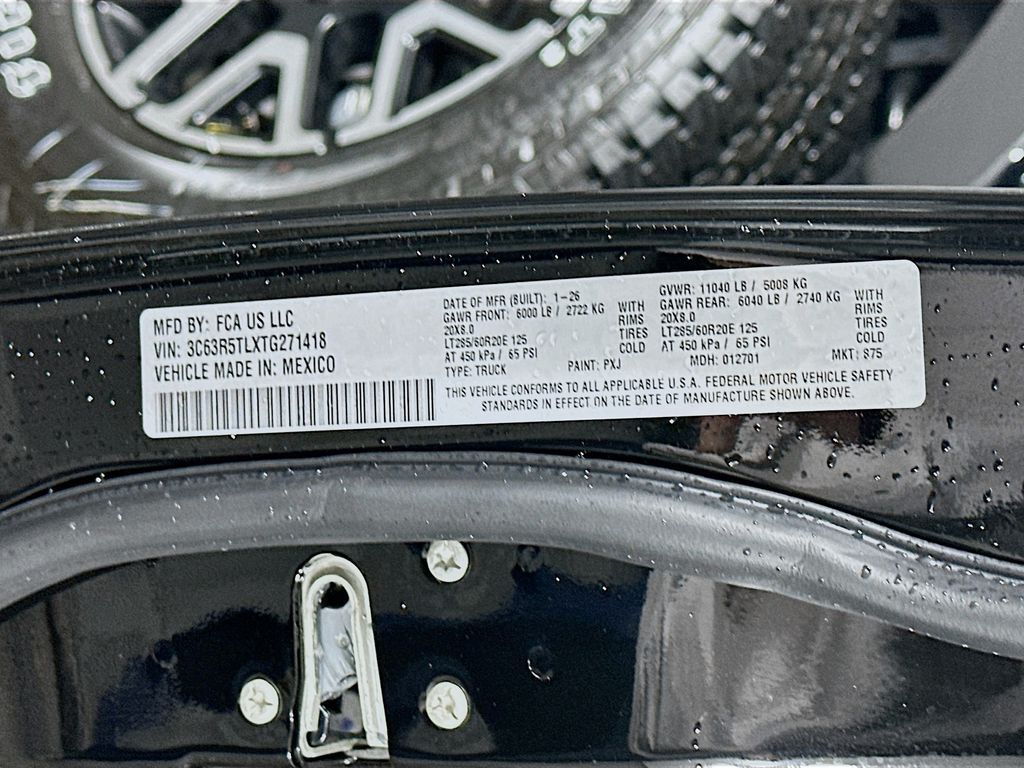 MFD BY: FCA US LLC
VIN: 3C63R5TLXTG271418
VEHICLE MADE IN: MEXICO
DATE OF MFR (BUILT): 1-26
GAWR FRONT: 6000 LB / 2722 KG WITH
20X8.0 RIMS
LT285/60R20E 125 TIRES
AT 450 kPa / 65 PSI COLD
TYPE: TRUCK PAINT: PXJ
GVWR: 11040 LB / 5008 KG
GAWR REAR: 6040 LB / 2740 KG WITH
20X8.0 RIMS
LT285/60R20E 125 TIRES
AT 450 kPa / 65 PSI COLD
MDH: 012701 MKT: 875
THIS VEHICLE CONFORMS TO ALL APPLICABLE U.S.A. FEDERAL MOTOR VEHICLE SAFETY
STANDARDS IN EFFECT ON THE DATE OF MANUFACTURE SHOWN ABOVE.